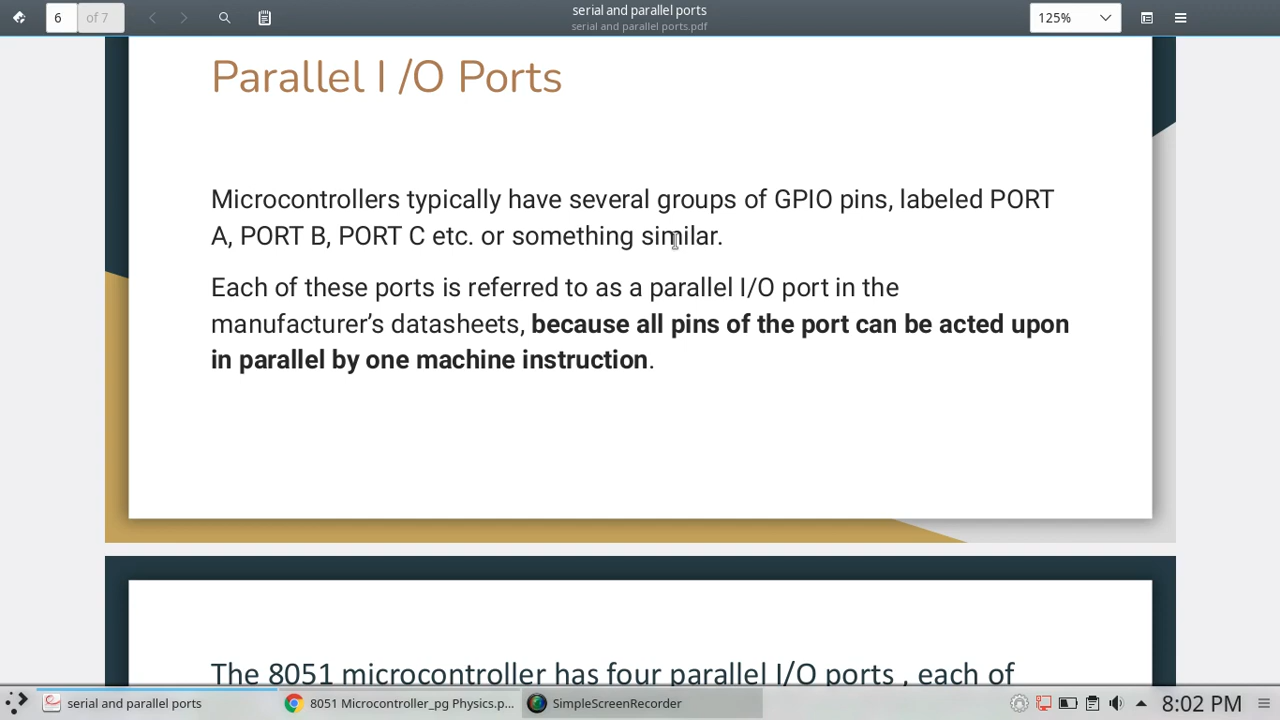 6
of 7
serial and parallel ports
serial and parallel ports.pdf
125%
Parallel I /O Ports
Microcontrollers typically have several groups of GPIO pins, labeled PORT
A, PORT B, PORT C etc. or something similar.
Each of these ports is referred to as a parallel I/O port in the
manufacturer’s datasheets, because all pins of the port can be acted upon
in parallel by one machine instruction.
The 8051 microcontroller has four parallel I/O ports , each of
serial and parallel ports
8051 Microcontroller_pg Physics.p...
SimpleScreenRecorder
8:02 PM